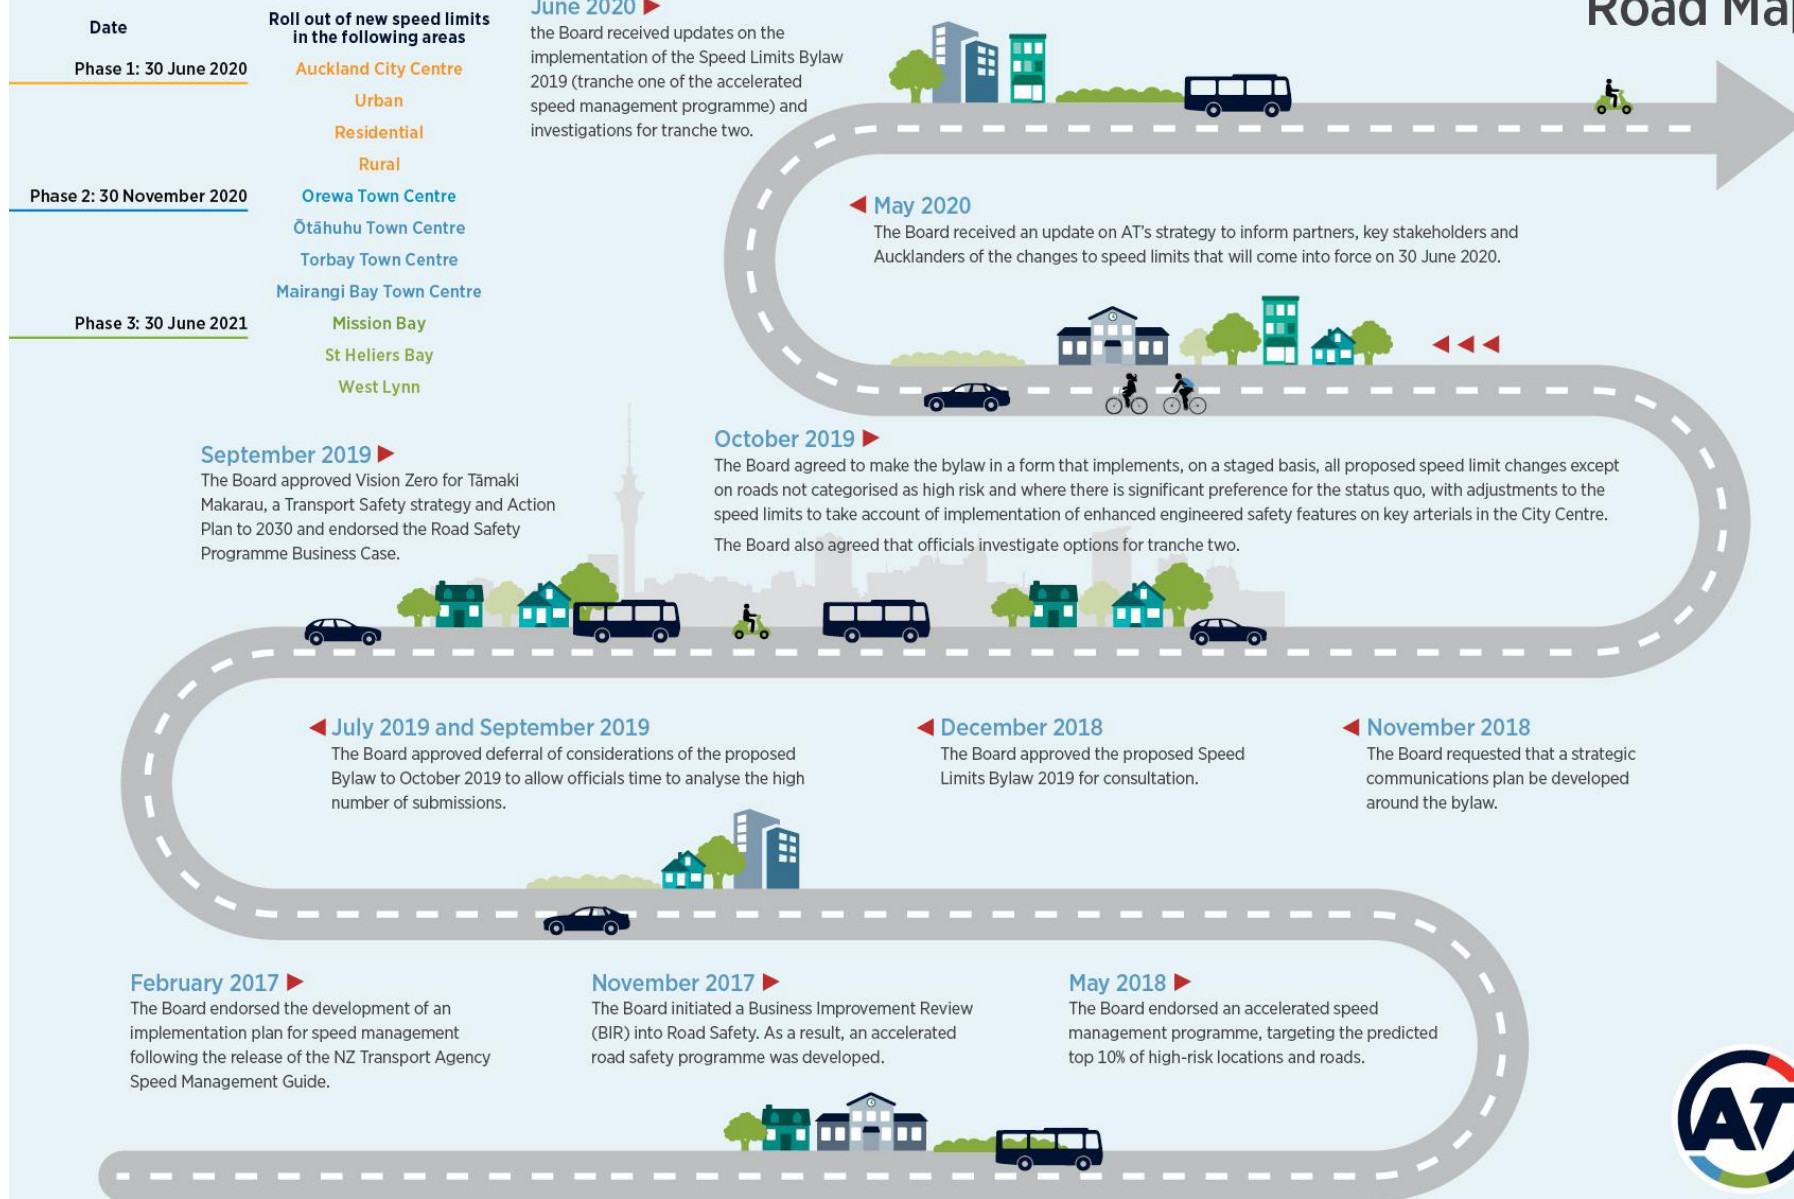 Road Map
Date
Roll out of new speed limits
in the following areas
Phase 1: 30 June 2020
Auckland City Centre
Urban
Residential
Rural
Phase 2: 30 November 2020
Orewa Town Centre
Ōtāhuhu Town Centre
Torbay Town Centre
Mairangi Bay Town Centre
Phase 3: 30 June 2021
Mission Bay
St Heliers Bay
West Lynn
June 2020
the Board received updates on the
implementation of the Speed Limits Bylaw
2019 (tranche one of the accelerated
speed management programme) and
investigations for tranche two.
May 2020
The Board received an update on AT's strategy to inform partners, key stakeholders and
Aucklanders of the changes to speed limits that will come into force on 30 June 2020.
September 2019
The Board approved Vision Zero for Tāmaki
Makarau, a Transport Safety strategy and Action
Plan to 2030 and endorsed the Road Safety
Programme Business Case.
October 2019
The Board agreed to make the bylaw in a form that implements, on a staged basis, all proposed speed limit changes except
on roads not categorised as high risk and where there is significant preference for the status quo, with adjustments to the
speed limits to take account of implementation of enhanced engineered safety features on key arterials in the City Centre.
The Board also agreed that officials investigate options for tranche two.
July 2019 and September 2019
The Board approved deferral of considerations of the proposed
Bylaw to October 2019 to allow officials time to analyse the high
number of submissions.
December 2018
The Board approved the proposed Speed
Limits Bylaw 2019 for consultation.
November 2018
The Board requested that a strategic
communications plan be developed
around the bylaw.
February 2017
The Board endorsed the development of an
implementation plan for speed management
following the release of the NZ Transport Agency
Speed Management Guide.
November 2017
The Board initiated a Business Improvement Review
(BIR) into Road Safety. As a result, an accelerated
road safety programme was developed.
May 2018
The Board endorsed an accelerated speed
management programme, targeting the predicted
top 10% of high-risk locations and roads.
AT